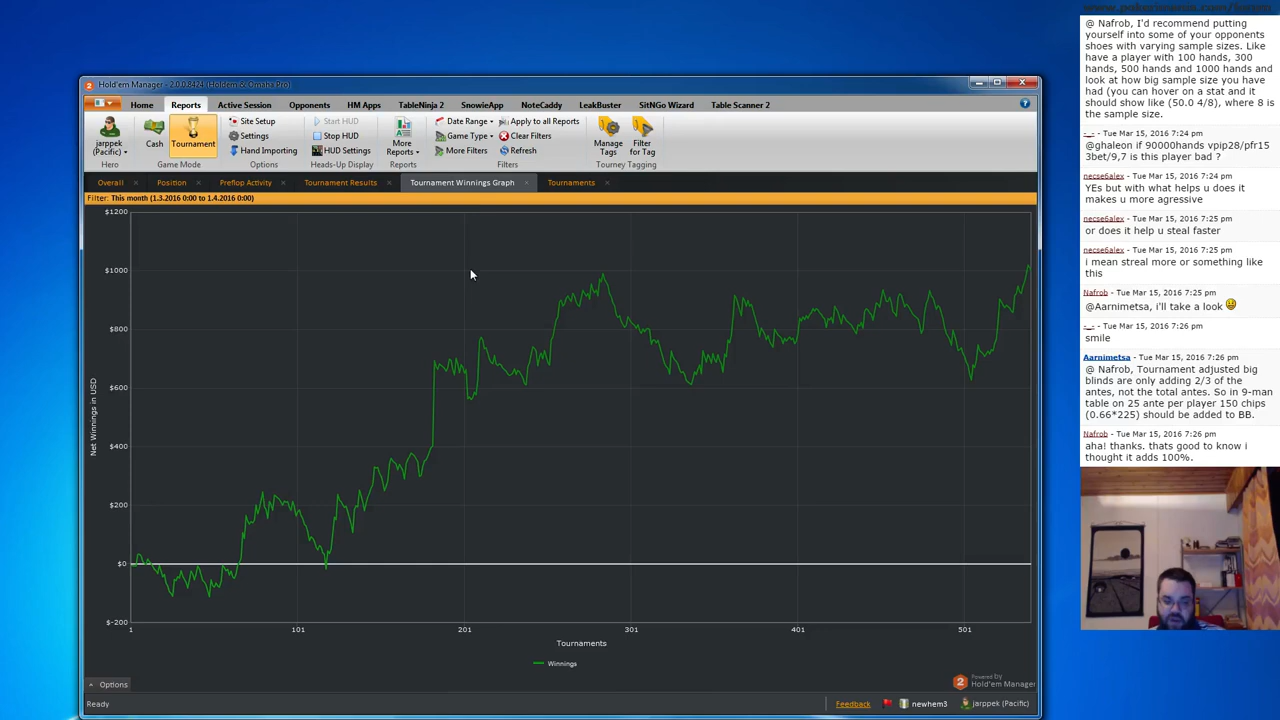 Hold'em Manager - 2.0.0.8424 (Holdem & Omaha Pro)
Home Reports Active Session Opponents HM Apps TableNinja 2 SnowieApp NoteCaddy LeakBuster SitNGo Wizard Table Scanner 2
jarppek
(Pacific)
Hero
Cash
Tournament
Game Mode
Site Setup
Settings
Hand Importing
Options
Start HUD
Stop HUD
HUD Settings
Heads-Up Display
More
Reports
Reports
Date Range
Game Type
More Filters
Apply to all Reports
Clear Filters
Refresh
Filters
Manage
Tags
Filter
for Tag
Tourney Tagging
Overall Position Preflop Activity Tournament Results Tournament Winnings Graph Tournaments
Filter: This month (1.3.2016 0:00 to 1.4.2016 0:00)
$1200
$1000
$800
$600
$400
$200
$0
$-200
Net Winnings in USD
1 101 201 301 401 501
Tournaments
Winnings
Options
Powered by
Hold'em Manager
Ready
Feedback
newhem3
jarppek (Pacific)
@ Nafrob, I'd recommend putting
yourself into some of your opponents
shoes with varying sample sizes. Like
have a player with 100 hands, 300
hands, 500 hands and 1000 hands and
look at how big sample size you have
had (you can hover on a stat and it
should show like (50.0 4/8), where 8 is
the sample size.
-_- - Tue Mar 15, 2016 7:24 pm
@ghaleon if 90000hands vpip28/pfr15
3bet/9,7 is this player bad ?
necse6alex - Tue Mar 15, 2016 7:24 pm
YEs but with what helps u does it
makes u more agressive
necse6alex - Tue Mar 15, 2016 7:25 pm
or does it help u steal faster
necse6alex - Tue Mar 15, 2016 7:25 pm
i mean streal more or something like
this
Nafrob - Tue Mar 15, 2016 7:25 pm
@Aarnimetsa, i'll take a look
-_- - Tue Mar 15, 2016 7:26 pm
smile
Aarnimetsa - Tue Mar 15, 2016 7:26 pm
@ Nafrob, Tournament adjusted big
blinds are only adding 2/3 of the
antes, not the total antes. So in 9-man
table on 25 ante per player 150 chips
(0.66*225) should be added to BB.
Nafrob - Tue Mar 15, 2016 7:26 pm
aha! thanks. thats good to know i
thought it adds 100%.